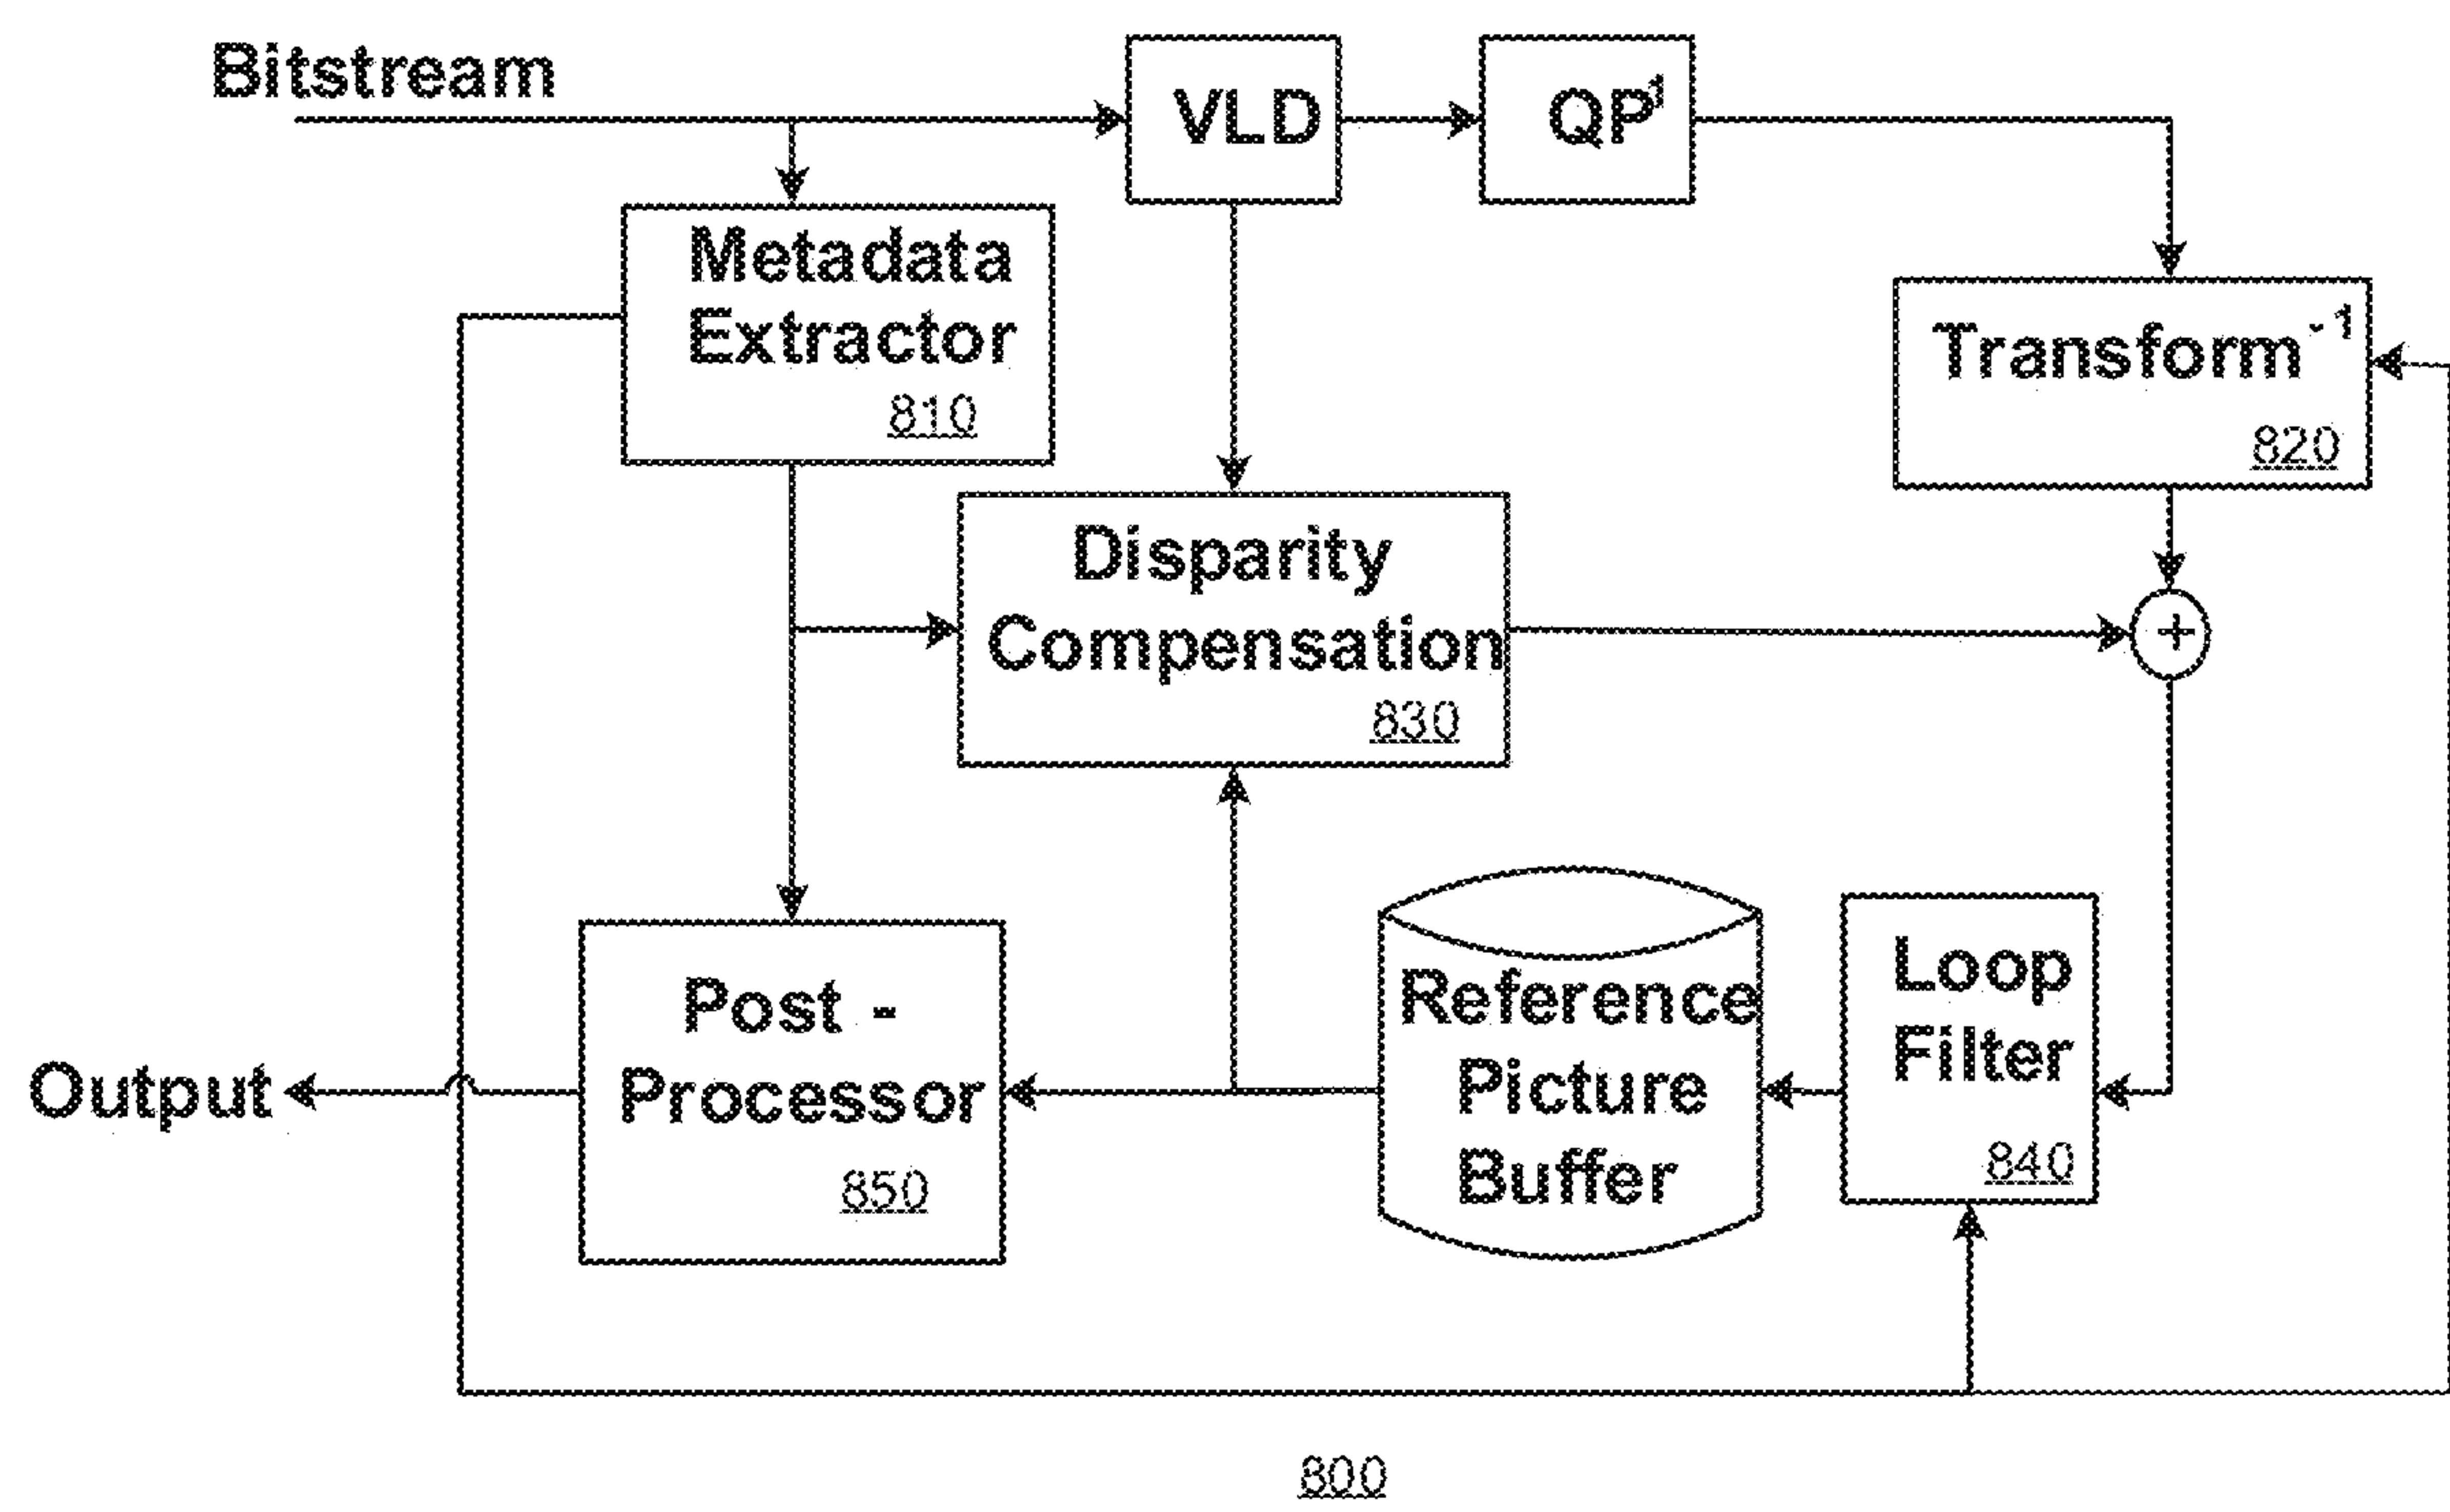 Bitstream
VLD
QP¹
Metadata
Extractor
810
Transform⁻¹
820
Disparity
Compensation
830
+
Post -
Processor
850
Output
Reference
Picture
Buffer
Loop
Filter
840
800